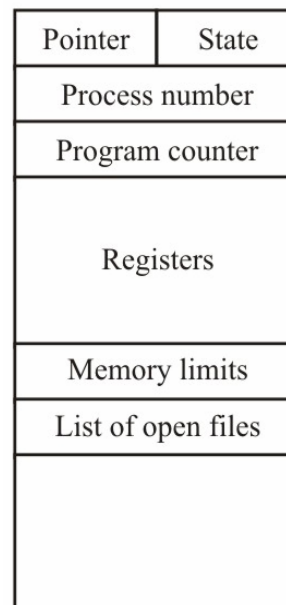 Pointer State
Process number
Program counter
Registers
Memory limits
List of open files